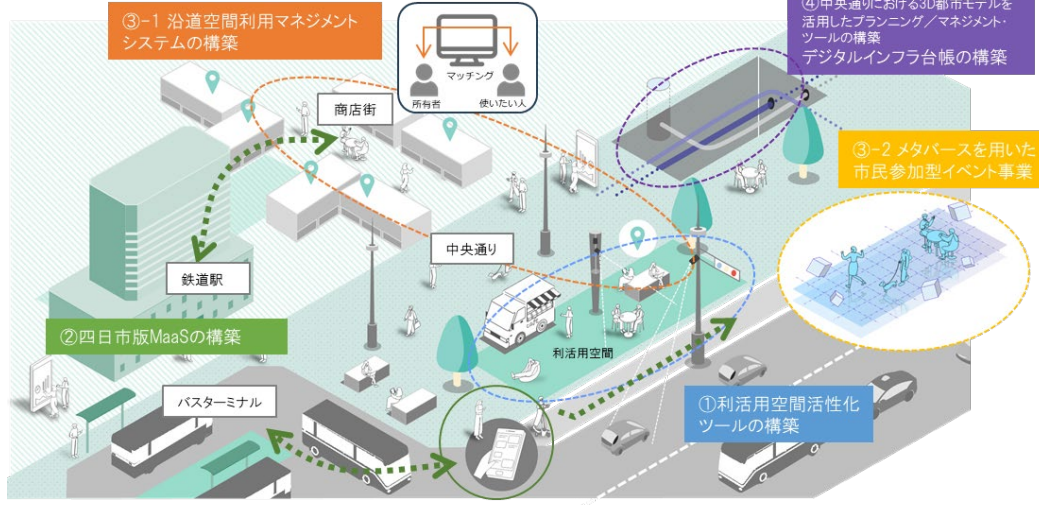 ③-1 沿道空間利用マネジメント
システムの構築
マッチング
所有者
使いたい人
④中央通りにおける3D都市モデルを
活用したプランニング／マネジメント・
ツールの構築
デジタルインフラ台帳の構築
商店街
③-2 メタバースを用いた
市民参加型イベント事業
中央通り
鉄道駅
②四日市版MaaSの構築
利活用空間
バスターミナル
①利活用空間活性化
ツールの構築